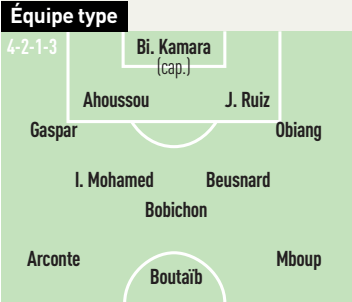 Équipe type
4-2-1-3
Bi. Kamara
(cap.)
Ahoussou J. Ruiz
Gaspar Obiang
I. Mohamed Beusnard
Bobichon
Arconte Mboup
Boutaïb